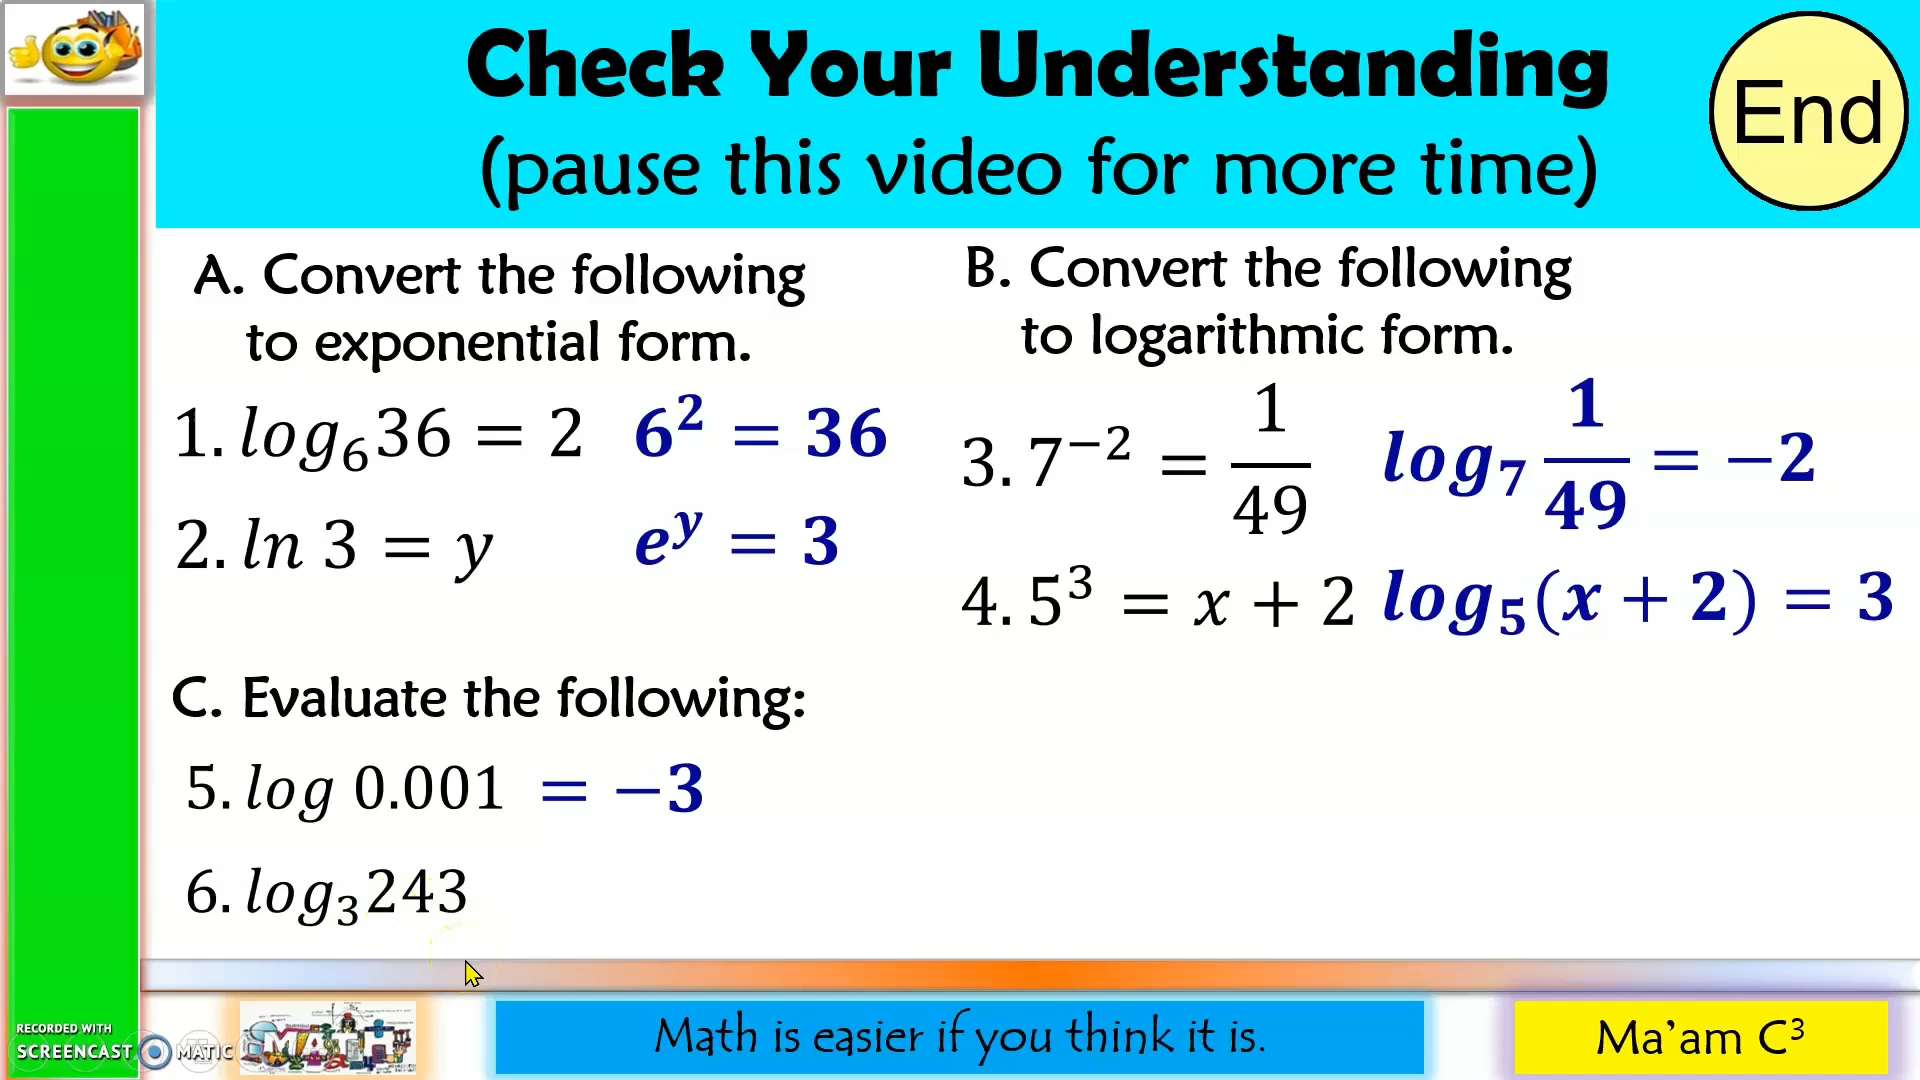 Check Your Understanding
(pause this video for more time)
End
A. Convert the following
to exponential form.
1. log₆36 = 2 6² = 36
2. ln 3 = y eʸ = 3
B. Convert the following
to logarithmic form.
3. 7⁻² = 1/49 log₇ 1/49 = −2
4. 5³ = x + 2 log₅(x + 2) = 3
C. Evaluate the following:
5. log 0.001 = −3
6. log₃243
RECORDED WITH
SCREENCAST MATIC
MATH
Math is easier if you think it is.
Ma'am C³